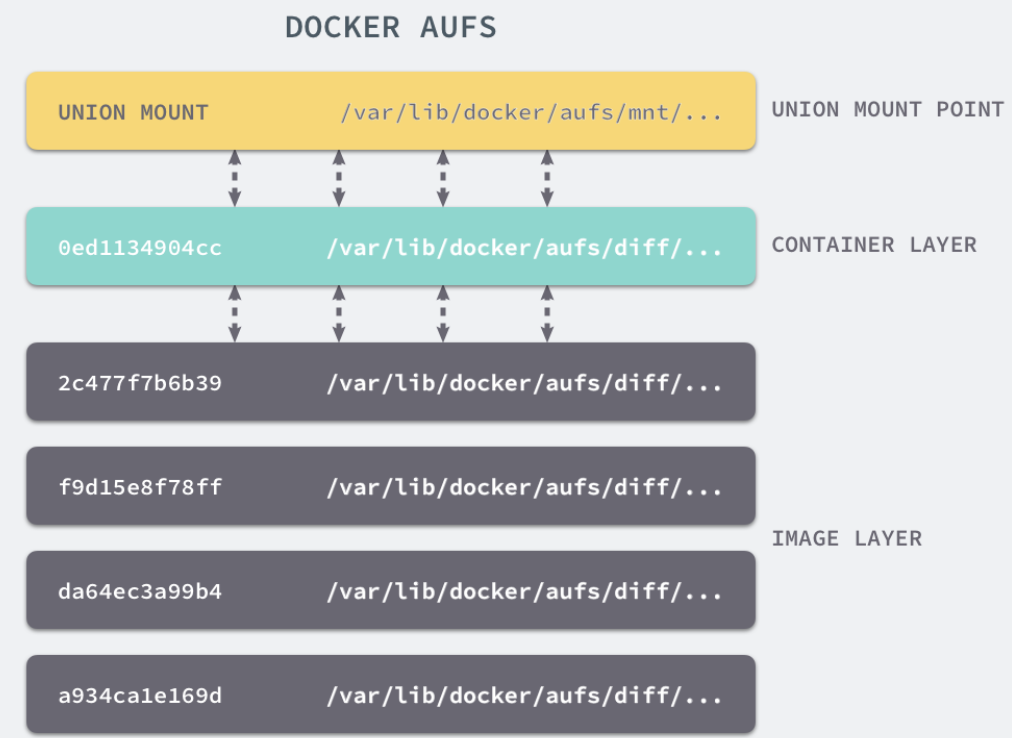 DOCKER AUFS
UNION MOUNT /var/lib/docker/aufs/mnt/... UNION MOUNT POINT
0ed1134904cc /var/lib/docker/aufs/diff/... CONTAINER LAYER
2c477f7b6b39 /var/lib/docker/aufs/diff/...
f9d15e8f78ff /var/lib/docker/aufs/diff/...
IMAGE LAYER
da64ec3a99b4 /var/lib/docker/aufs/diff/...
a934ca1e169d /var/lib/docker/aufs/diff/...